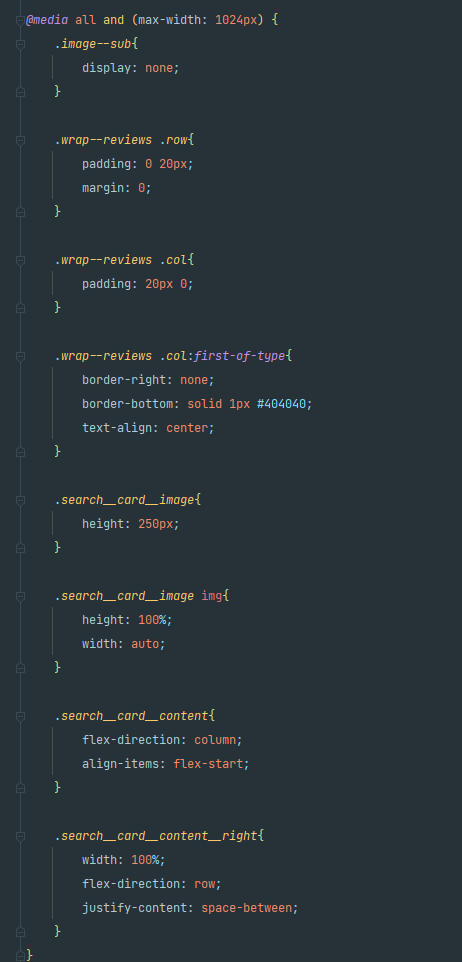 @media all and (max-width: 1024px) {
.image--sub{
display: none;
}
.wrap--reviews .row{
padding: 0 20px;
margin: 0;
}
.wrap--reviews .col{
padding: 20px 0;
}
.wrap--reviews .col:first-of-type{
border-right: none;
border-bottom: solid 1px #404040;
text-align: center;
}
.search__card__image{
height: 250px;
}
.search__card__image img{
height: 100%;
width: auto;
}
.search__card__content{
flex-direction: column;
align-items: flex-start;
}
.search__card__content__right{
width: 100%;
flex-direction: row;
justify-content: space-between;
}
}